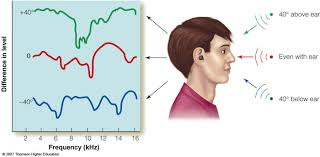 +40°
0
−40°
Difference in level
2 4 6 8 10 12 14 16
Frequency (kHz)
40° above ear
Even with ear
40° below ear
© 2007 Thomson Higher Education